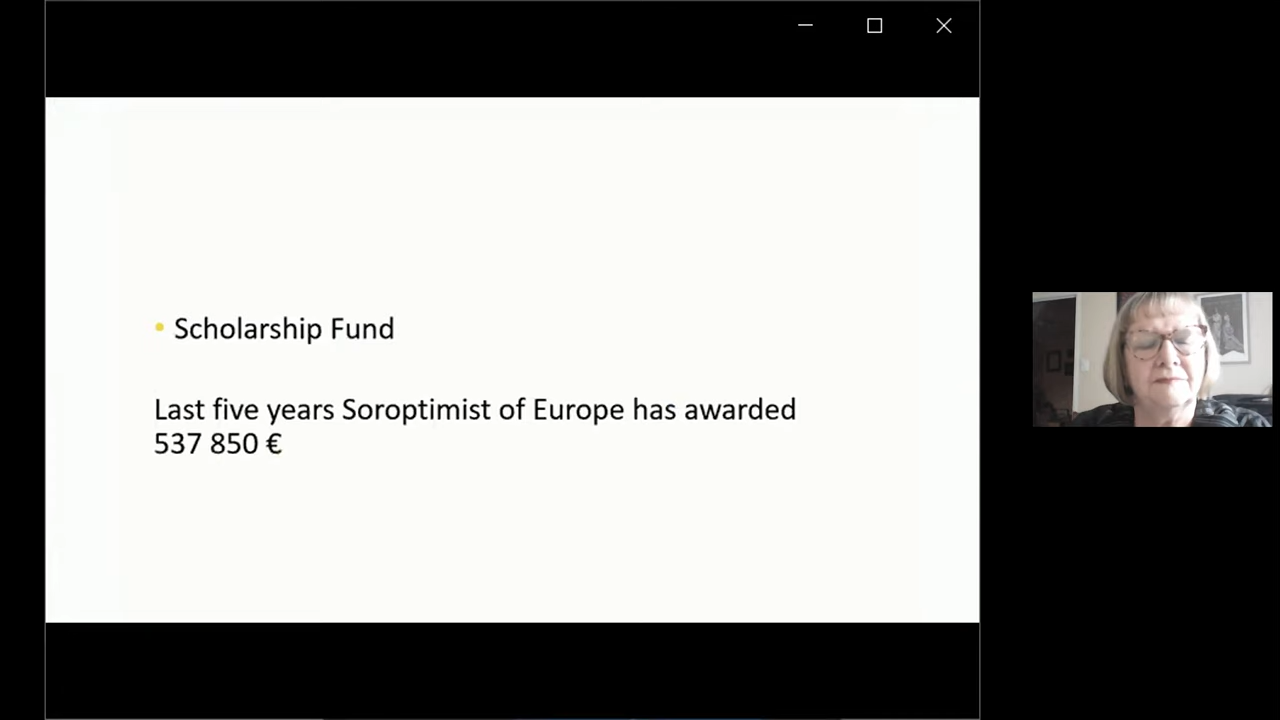 • Scholarship Fund
Last five years Soroptimist of Europe has awarded
537 850 €